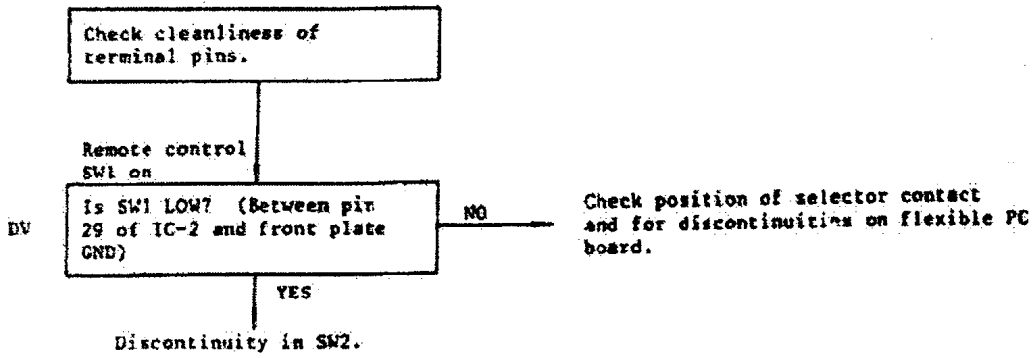 Check cleanliness of
terminal pins.
Remote control
SW1 on
DV
Is SW1 LOW? (Between pin
29 of IC-2 and front plate
GND)
NO
Check position of selector contact
and for discontinuities on flexible PC
board.
YES
Discontinuity in SW2.